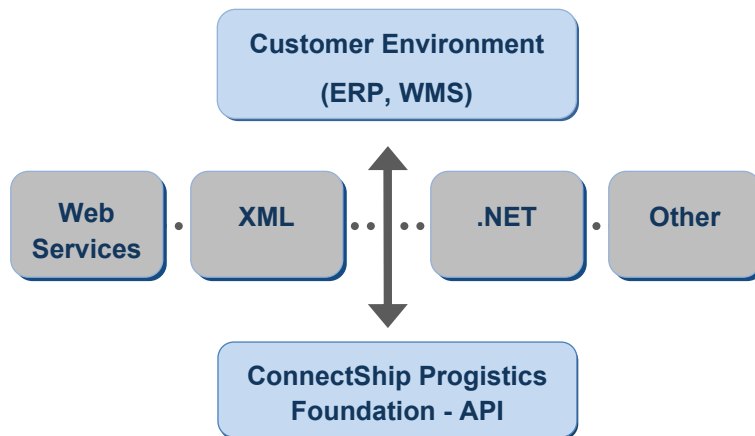 Customer Environment
(ERP, WMS)
Web
Services
XML
.NET
Other
ConnectShip Progistics
Foundation - API